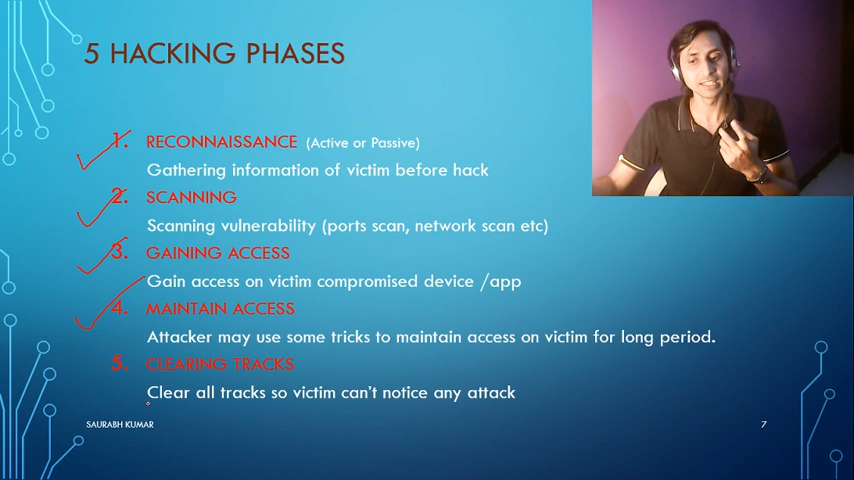 5 HACKING PHASES
1. RECONNAISSANCE (Active or Passive)
Gathering information of victim before hack
2. SCANNING
Scanning vulnerability (ports scan, network scan etc)
3. GAINING ACCESS
Gain access on victim compromised device /app
4. MAINTAIN ACCESS
Attacker may use some tricks to maintain access on victim for long period.
5. CLEARING TRACKS
Clear all tracks so victim can't notice any attack
SAURABH KUMAR
7